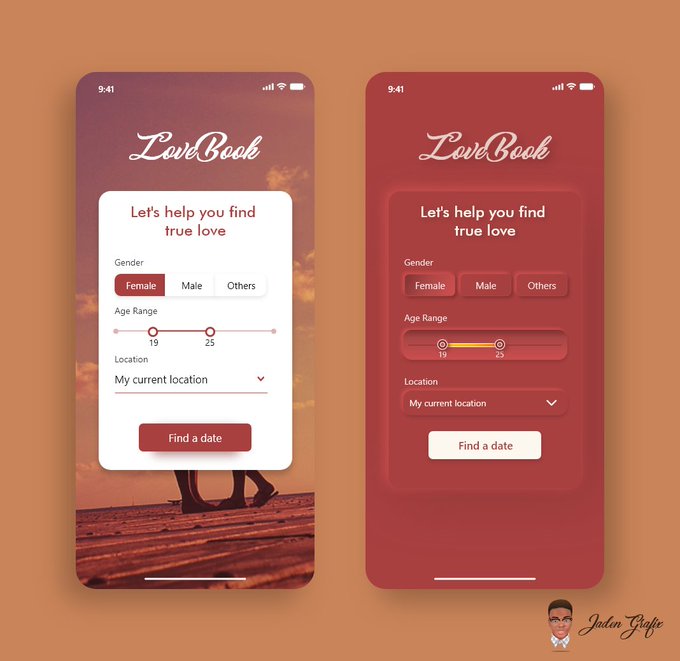 9:41
LoveBook
Let's help you find
true love
Gender
Female Male Others
Age Range
19 25
Location
My current location
Find a date
9:41
LoveBook
Let's help you find
true love
Gender
Female Male Others
Age Range
19 25
Location
My current location
Find a date
Jaden Grafix